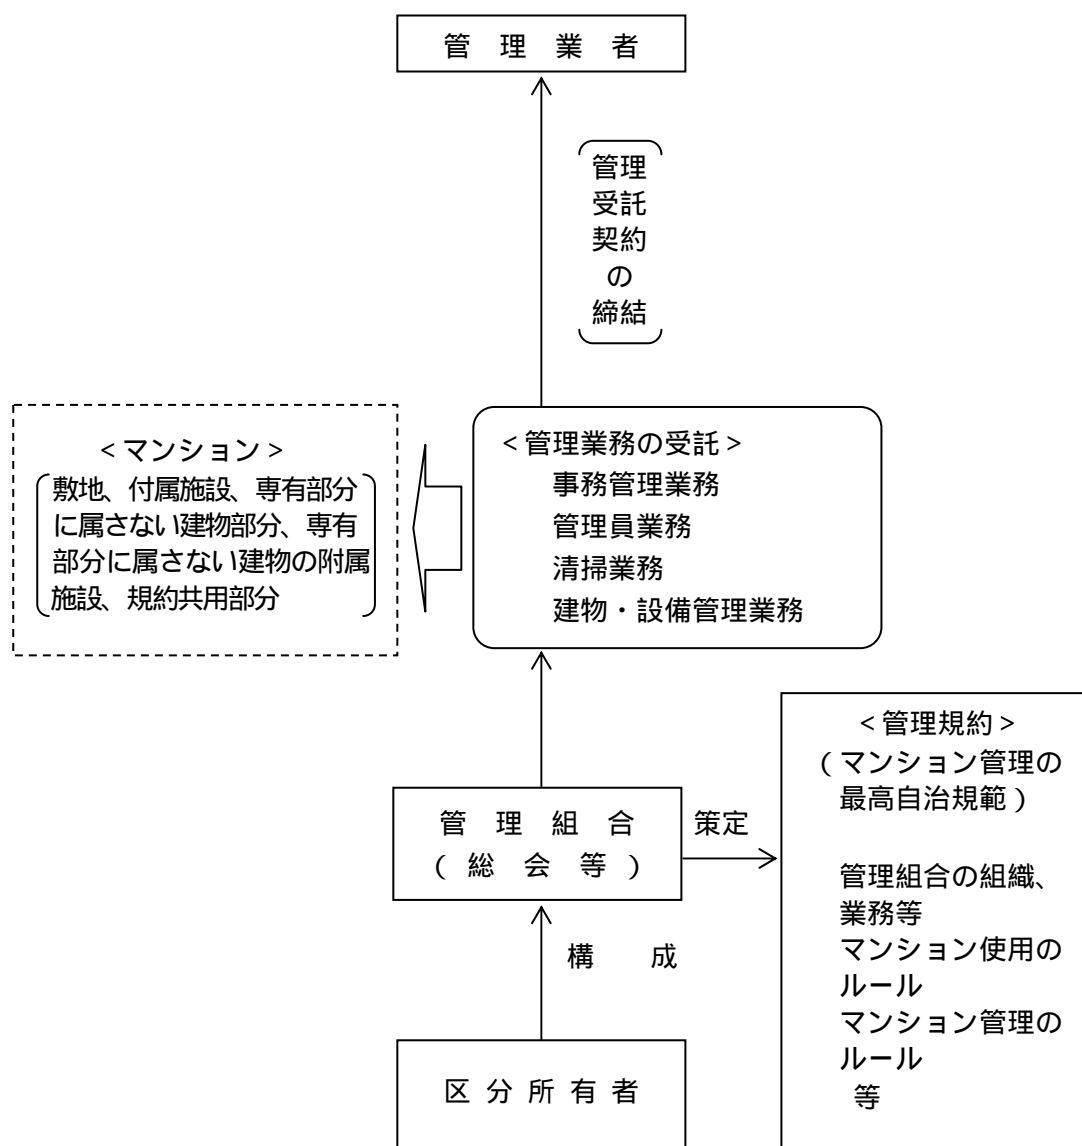 管理業者
管理
受託
契約
の
締結
<マンション>
敷地、付属施設、専有部分
に属さない建物部分、専有
部分に属さない建物の附属
施設、規約共用部分
<管理業務の受託>
事務管理業務
管理員業務
清掃業務
建物・設備管理業務
管理組合
(総会等)
策定
<管理規約>
(マンション管理の
最高自治規範)
管理組合の組織、
業務等
マンション使用の
ルール
マンション管理の
ルール
等
構成
区分所有者